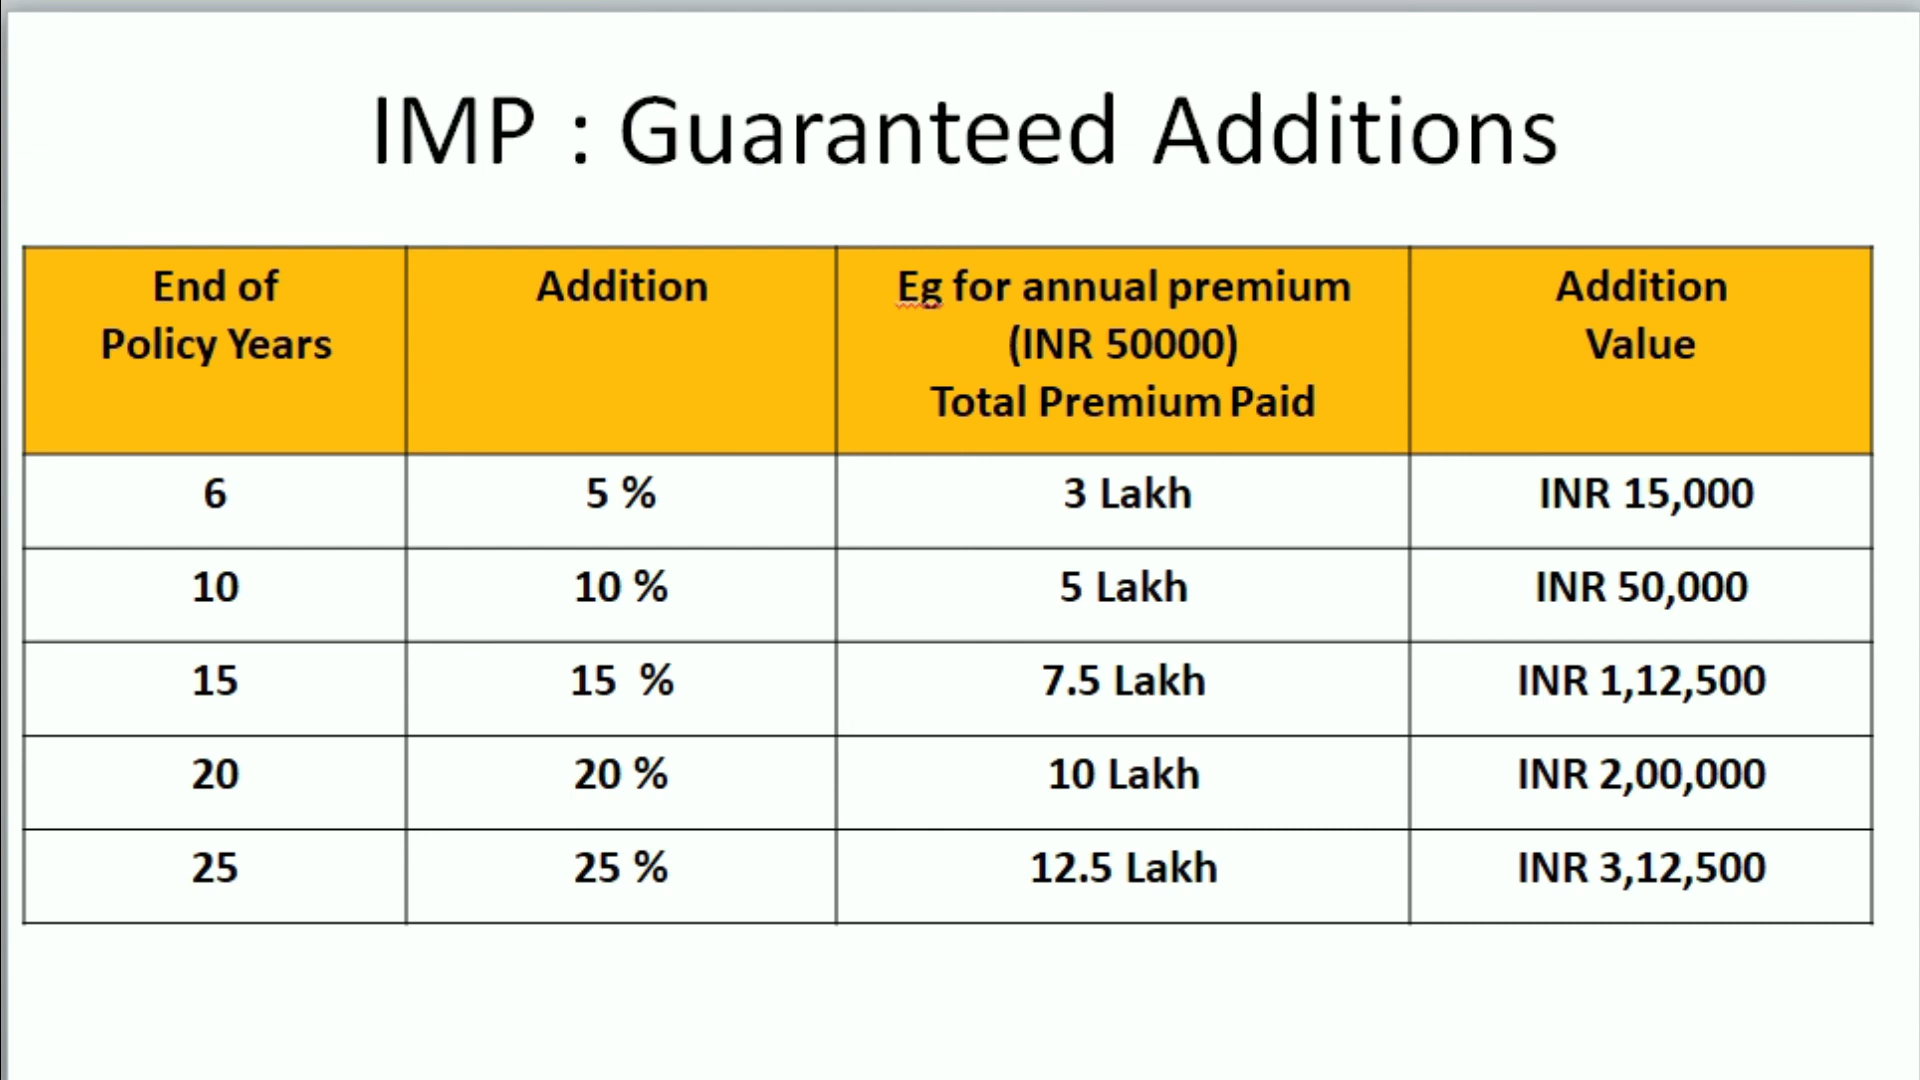 IMP : Guaranteed Additions
End of
Policy Years
Addition
Eg for annual premium
(INR 50000)
Total Premium Paid
Addition
Value
6 5 % 3 Lakh INR 15,000
10 10 % 5 Lakh INR 50,000
15 15 % 7.5 Lakh INR 1,12,500
20 20 % 10 Lakh INR 2,00,000
25 25 % 12.5 Lakh INR 3,12,500